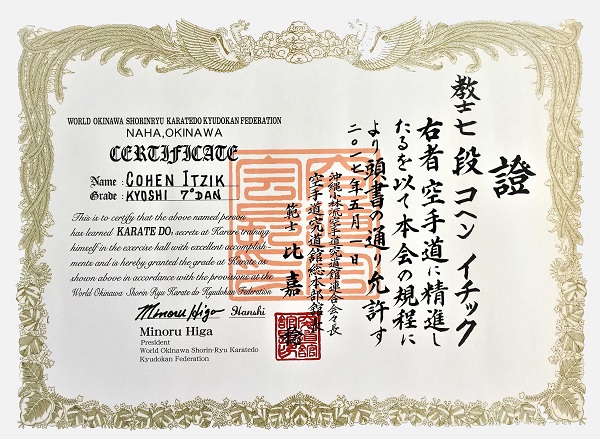 WORLD OKINAWA SHORINRYU KARATEDO KYUDOKAN FEDERATION
NAHA,OKINAWA
CERTIFICATE
Name : COHEN ITZIK
Grade : KYOSHI 7°DAN
This is to certify that the above named person
has learned KARATE DO, secrets at Karate training
himself in the exercise hall with excellent accomplish-
ments and is hereby granted the grade at Karate as
shown above in accordance with the provisions at the
World Okinawa Shorin Ryu Karate do Kyudokan Federation
Minoru Higa Hanshi
Minoru Higa
President
World Okinawa Shorin-Ryu Karatedo
Kyudokan Federation
證
教士七段 コヘン イチック
右者 空手道に精進し
たるを以て本会の規程に
より頭書の通り允許す
二〇一七年五月一日
沖縄小林流空手道究道館連合会々長
空手道究道館総本部館長
範士 比嘉 稔